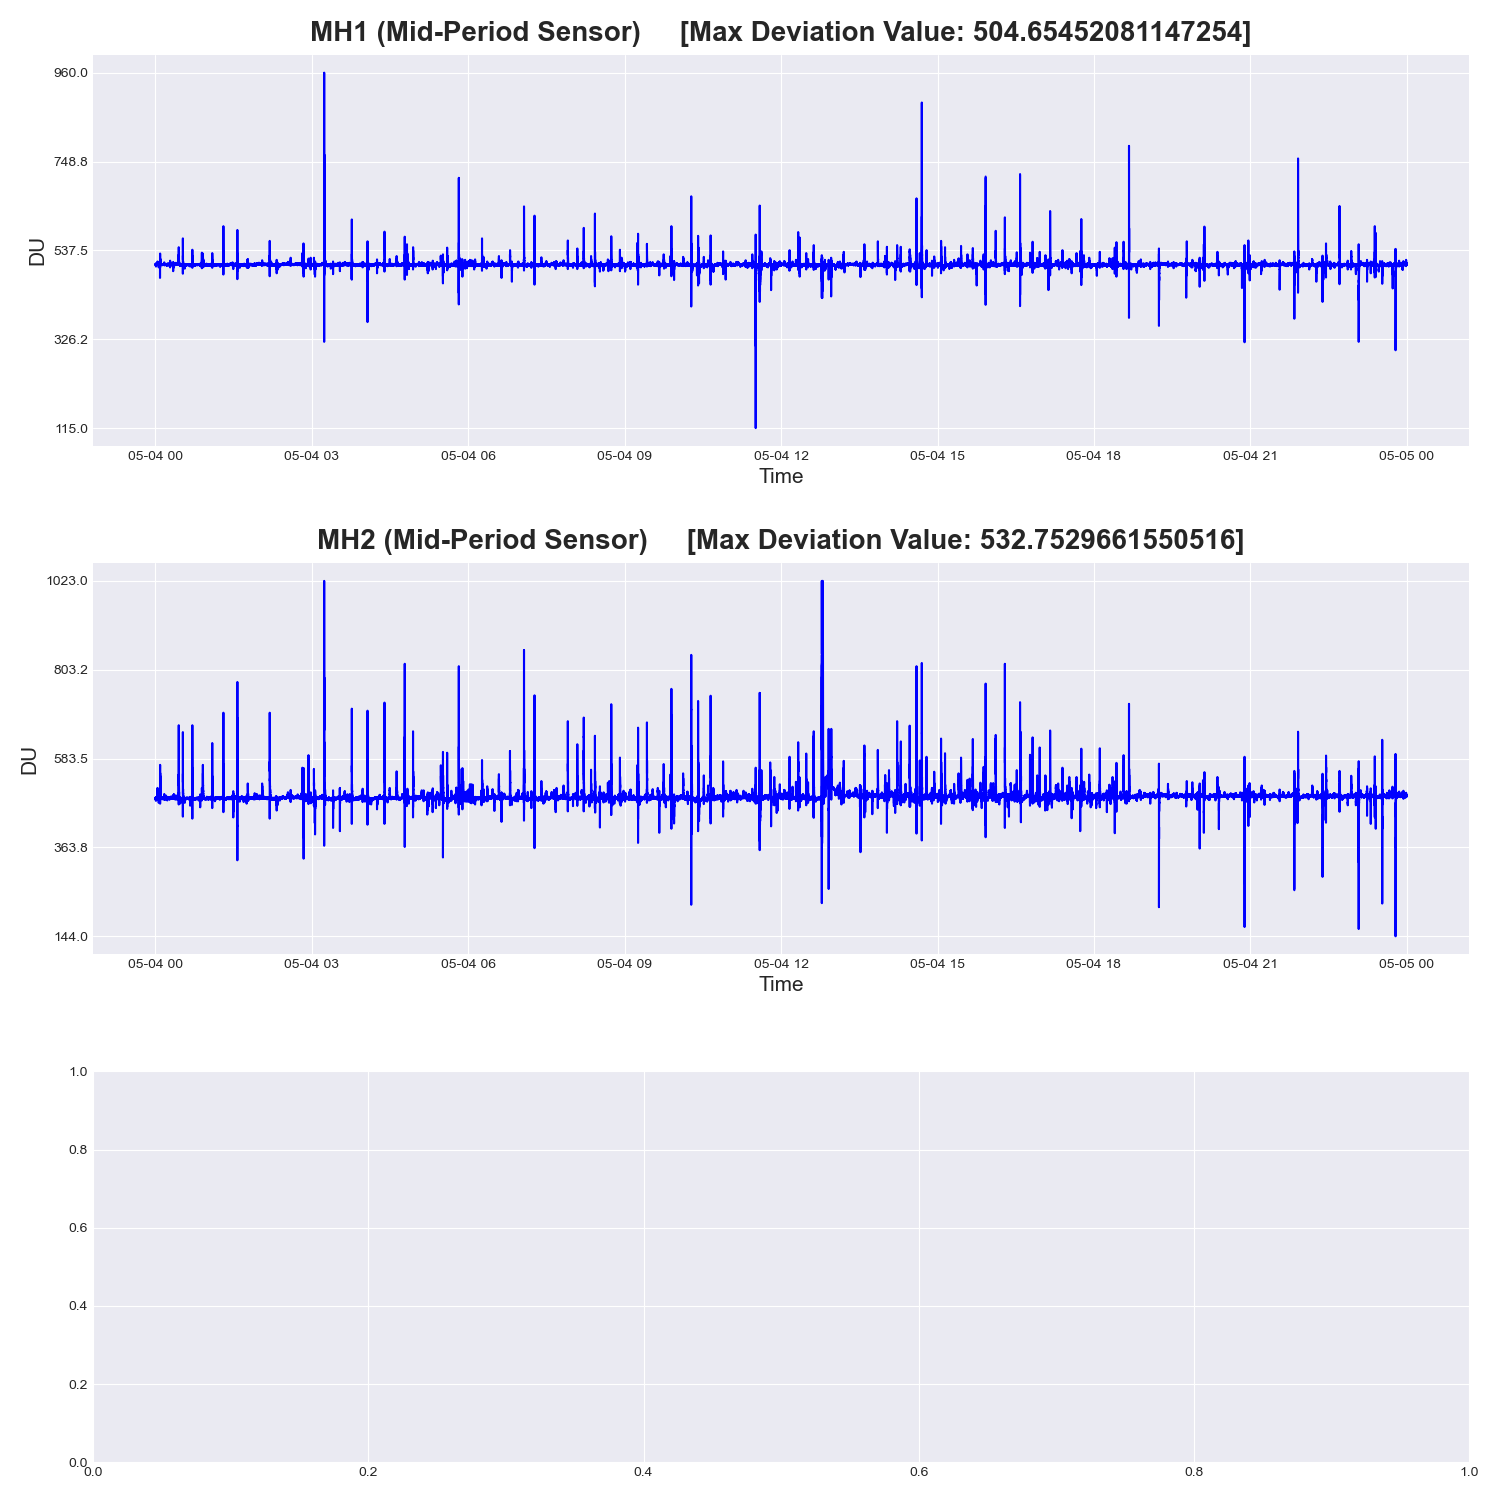 MH1 (Mid-Period Sensor) [Max Deviation Value: 504.65452081147254]
960.0
748.8
537.5
326.2
115.0
DU
05-04 00 05-04 03 05-04 06 05-04 09 05-04 12 05-04 15 05-04 18 05-04 21 05-05 00
Time
MH2 (Mid-Period Sensor) [Max Deviation Value: 532.7529661550516]
1023.0
803.2
583.5
363.8
144.0
DU
05-04 00 05-04 03 05-04 06 05-04 09 05-04 12 05-04 15 05-04 18 05-04 21 05-05 00
Time
1.0
0.8
0.6
0.4
0.2
0.0
0.0 0.2 0.4 0.6 0.8 1.0